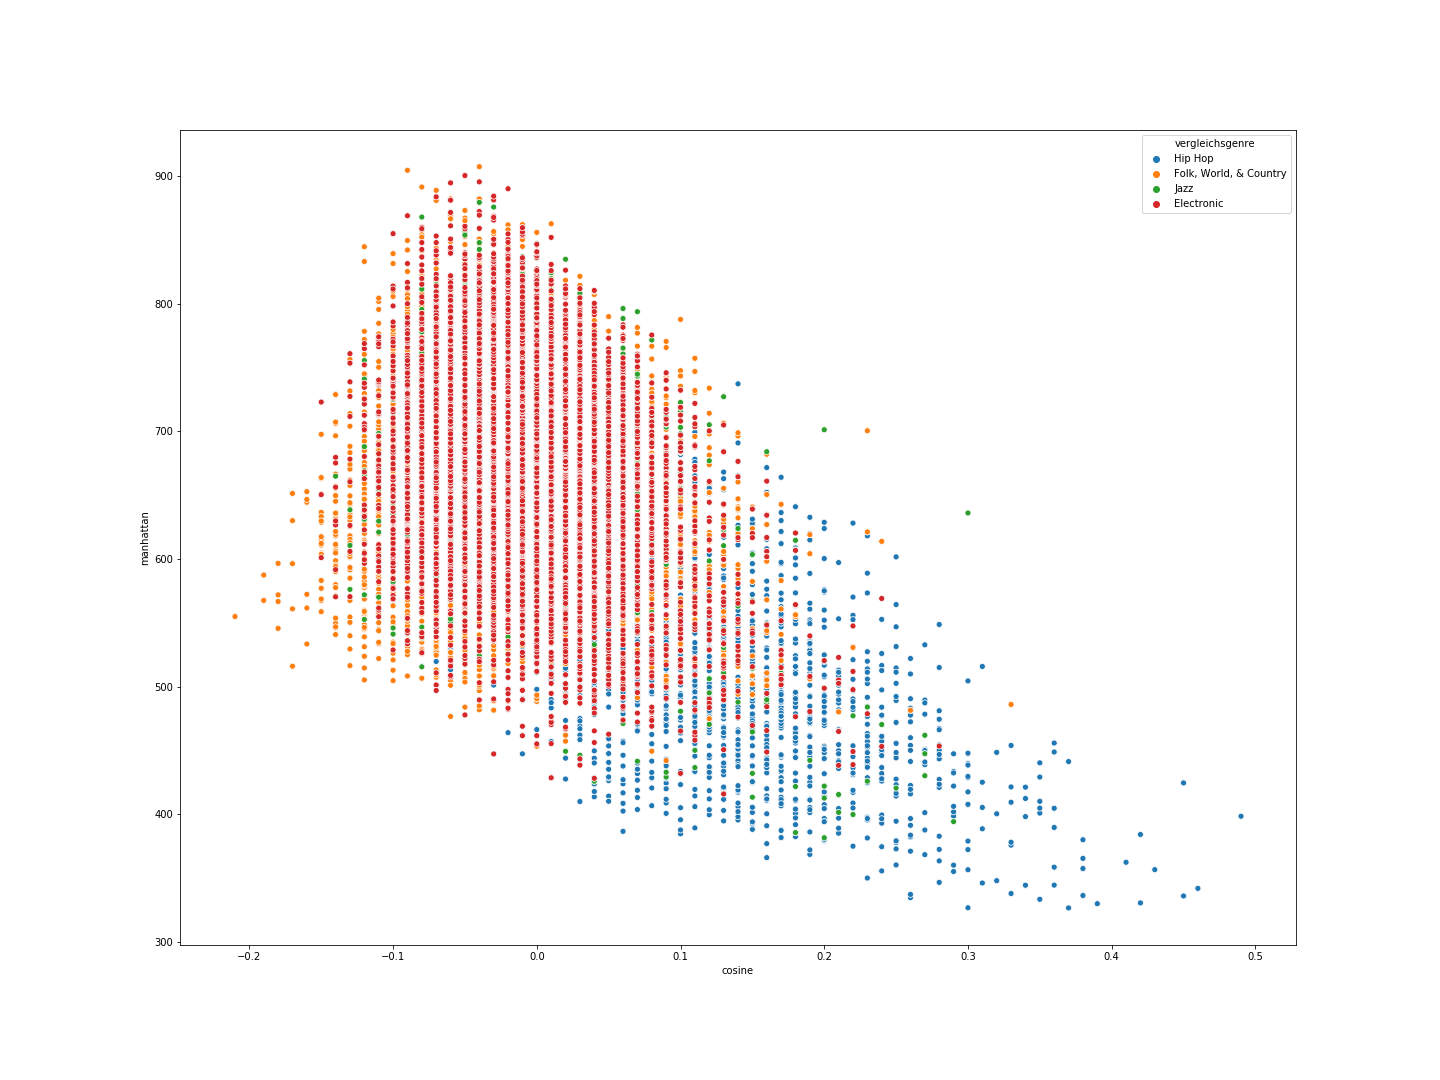 vergleichsgenre
Hip Hop
Folk, World, & Country
Jazz
Electronic
900
800
700
600
500
400
300
manhattan
−0.2
−0.1
0.0
0.1
0.2
0.3
0.4
0.5
cosine